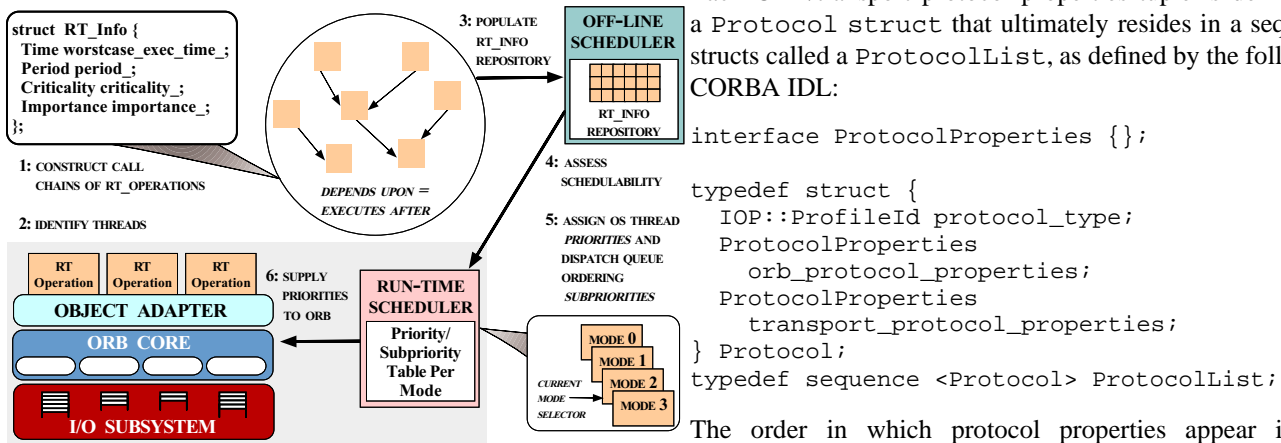 struct RT_Info {
Time worstcase_exec_time_;
Period period_;
Criticality criticality_;
Importance importance_;
};
1: CONSTRUCT CALL
CHAINS OF RT_OPERATIONS
2: IDENTIFY THREADS
DEPENDS UPON =
EXECUTES AFTER
3: POPULATE
RT_INFO
REPOSITORY
OFF-LINE
SCHEDULER
RT_INFO
REPOSITORY
4: ASSESS
SCHEDULABILITY
5: ASSIGN OS THREAD
PRIORITIES AND
DISPATCH QUEUE
ORDERING
SUBPRIORITIES
RT
Operation
RT
Operation
RT
Operation
OBJECT ADAPTER
ORB CORE
I/O SUBSYSTEM
6: SUPPLY
PRIORITIES
TO ORB
RUN-TIME
SCHEDULER
Priority/
Subpriority
Table Per
Mode
MODE 0
MODE 1
MODE 2
MODE 3
CURRENT
MODE
SELECTOR
a Protocol struct that ultimately resides in a seq
structs called a ProtocolList, as defined by the foll
CORBA IDL:
interface ProtocolProperties {};
typedef struct {
IOP::ProfileId protocol_type;
ProtocolProperties
orb_protocol_properties;
ProtocolProperties
transport_protocol_properties;
} Protocol;
typedef sequence <Protocol> ProtocolList;
The order in which protocol properties appear i